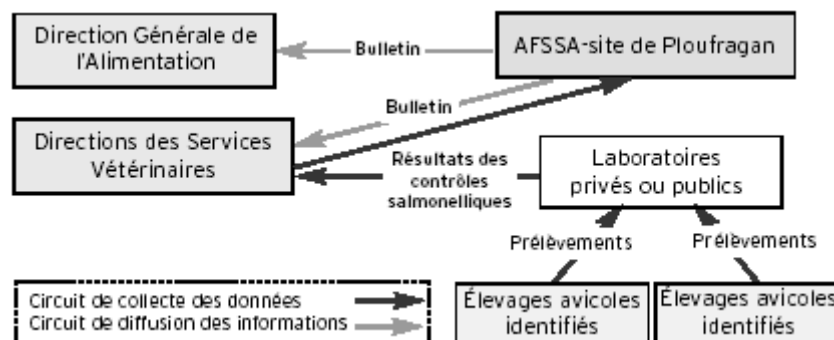 Direction Générale de
l'Alimentation
Bulletin
AFSSA-site de Ploufragan
Bulletin
Directions des Services
Vétérinaires
Résultats des
contrôles
salmonelliques
Laboratoires
privés ou publics
Prélèvements
Prélèvements
Circuit de collecte des données
Circuit de diffusion des informations
Élevages avicoles
identifiés
Élevages avicoles
identifiés